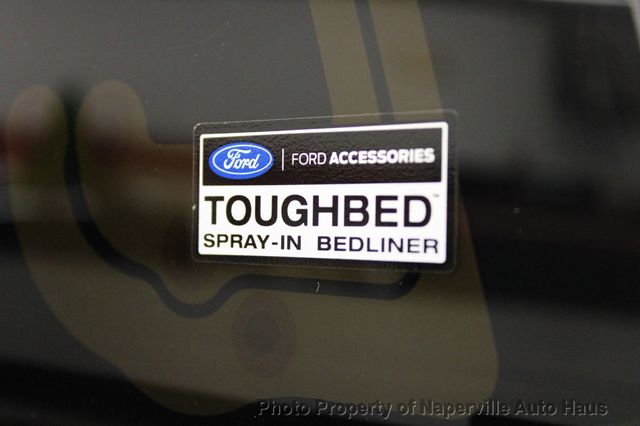 Ford | FORD ACCESSORIES
TOUGHBED™
SPRAY-IN BEDLINER
Photo Property of Naperville Auto Haus